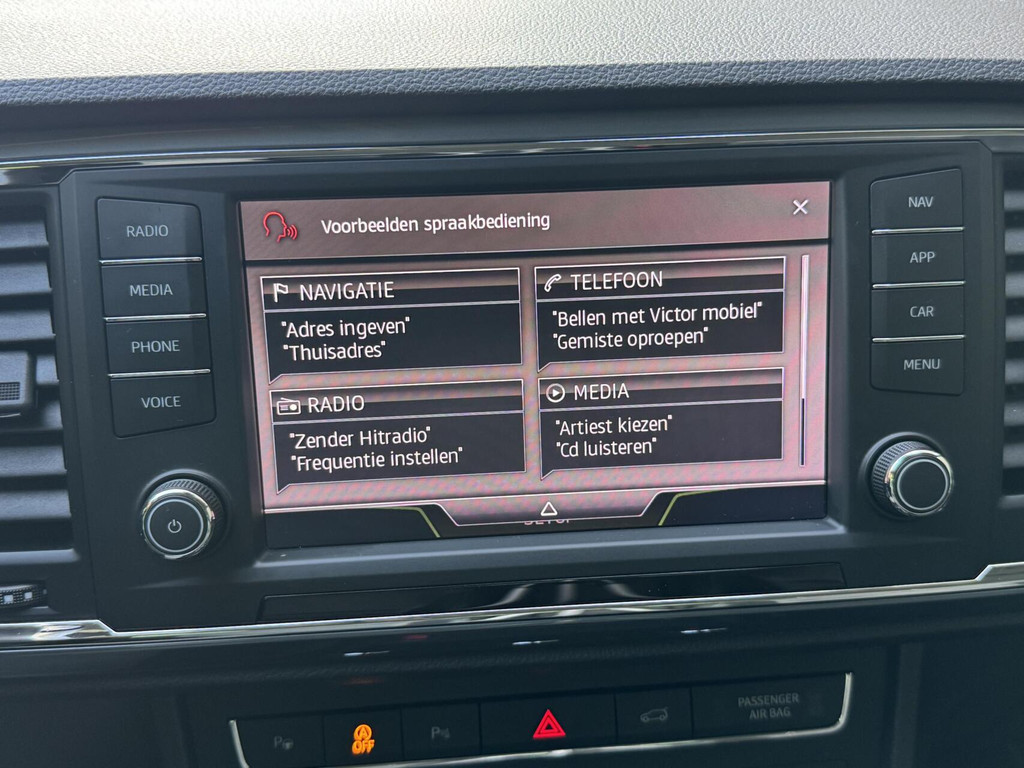 RADIO
MEDIA
PHONE
VOICE
Voorbeelden spraakbediening
NAVIGATIE
"Adres ingeven"
"Thuisadres"
TELEFOON
"Bellen met Victor mobiel"
"Gemiste oproepen"
RADIO
"Zender Hitradio"
"Frequentie instellen"
MEDIA
"Artiest kiezen"
"Cd luisteren"
SETUP
NAV
APP
CAR
MENU
A
OFF
P
P
PASSENGER
AIR BAG